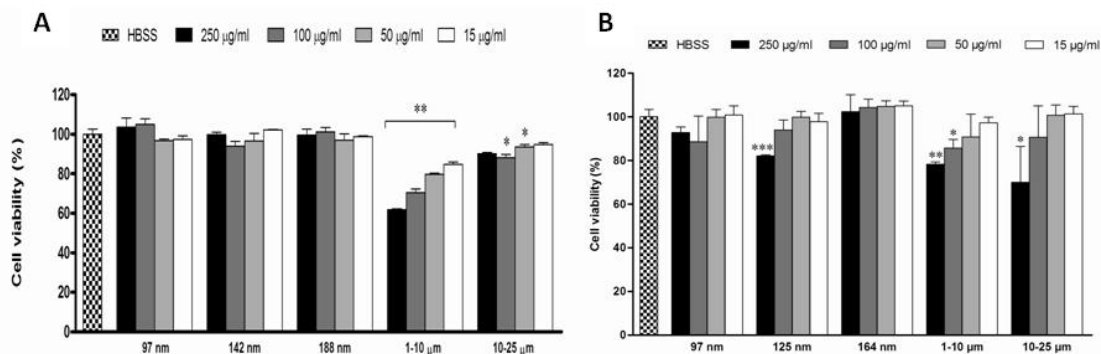 A
HBSS 250 µg/ml 100 µg/ml 50 µg/ml 15 µg/ml
Cell viability (%)
120
100
80
60
40
20
0
**
*
*
97 nm 142 nm 188 nm 1-10 µm 10-25 µm
B
HBSS 250 µg/ml 100 µg/ml 50 µg/ml 15 µg/ml
Cell viability (%)
120
100
80
60
40
20
0
***
**
*
*
97 nm 125 nm 164 nm 1-10 µm 10-25 µm